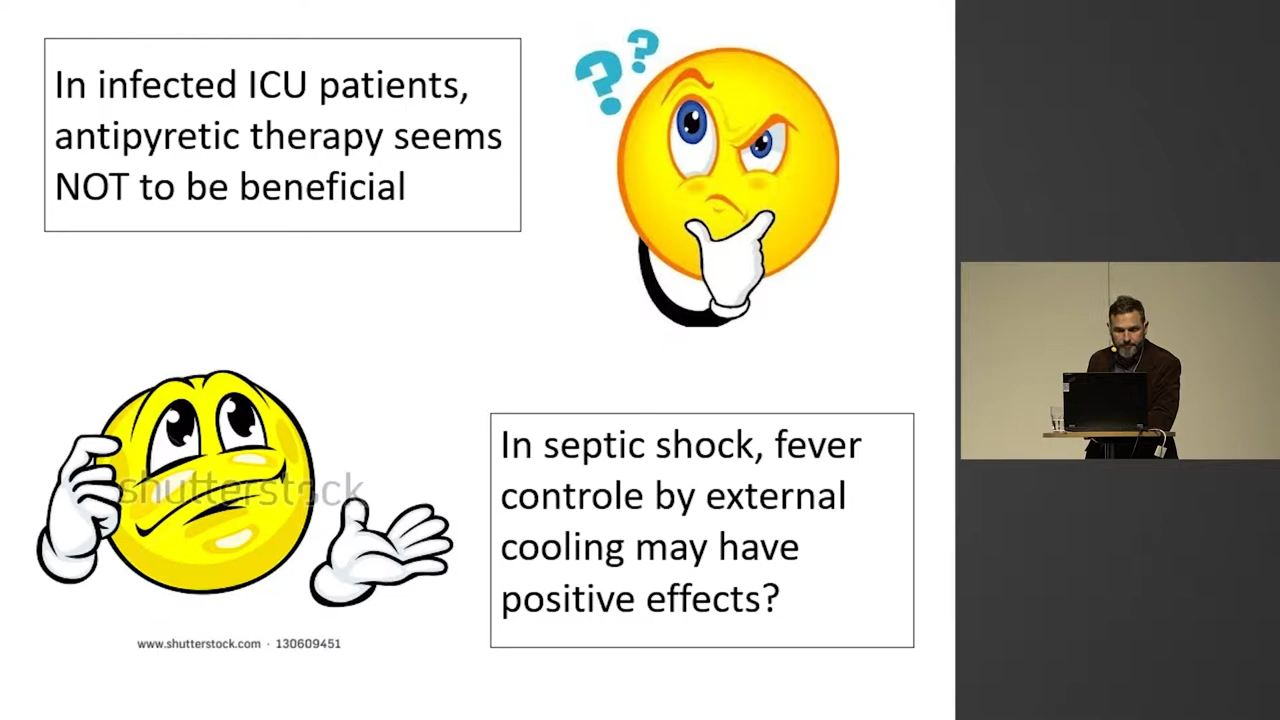 In infected ICU patients,
antipyretic therapy seems
NOT to be beneficial
??
shutterstock
In septic shock, fever
controle by external
cooling may have
positive effects?
www.shutterstock.com · 130609451